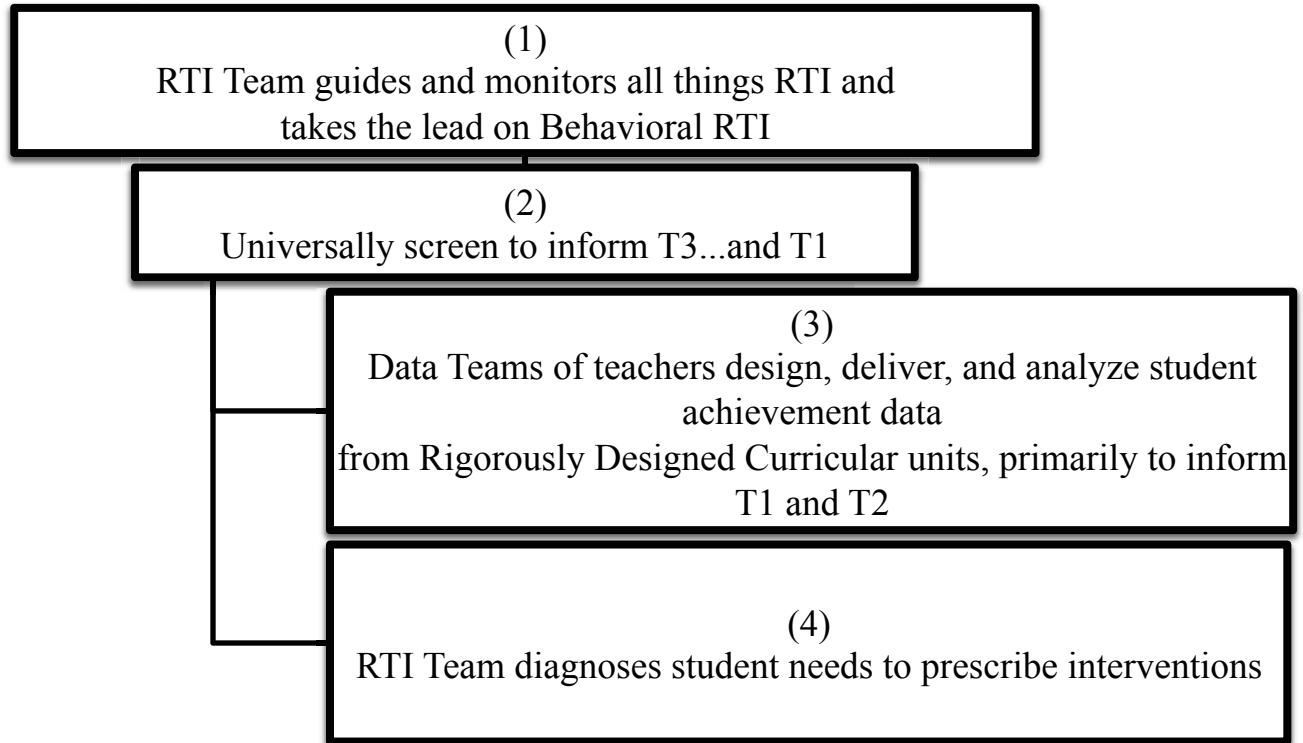 (1)
RTI Team guides and monitors all things RTI and
takes the lead on Behavioral RTI
(2)
Universally screen to inform T3...and T1
(3)
Data Teams of teachers design, deliver, and analyze student
achievement data
from Rigorously Designed Curricular units, primarily to inform
T1 and T2
(4)
RTI Team diagnoses student needs to prescribe interventions